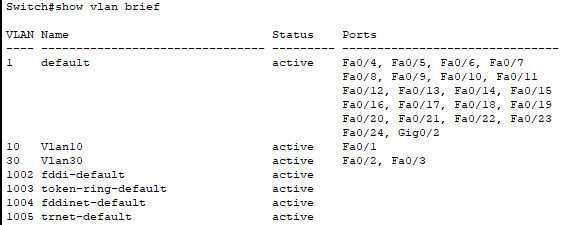 Switch#show vlan brief
VLAN Name                             Status    Ports
---- -------------------------------- --------- -------------------------------
1    default                          active    Fa0/4, Fa0/5, Fa0/6, Fa0/7
                                                Fa0/8, Fa0/9, Fa0/10, Fa0/11
                                                Fa0/12, Fa0/13, Fa0/14, Fa0/15
                                                Fa0/16, Fa0/17, Fa0/18, Fa0/19
                                                Fa0/20, Fa0/21, Fa0/22, Fa0/23
                                                Fa0/24, Gig0/2
10   Vlan10                           active    Fa0/1
30   Vlan30                           active    Fa0/2, Fa0/3
1002 fddi-default                     active
1003 token-ring-default               active
1004 fddinet-default                  active
1005 trnet-default                    active